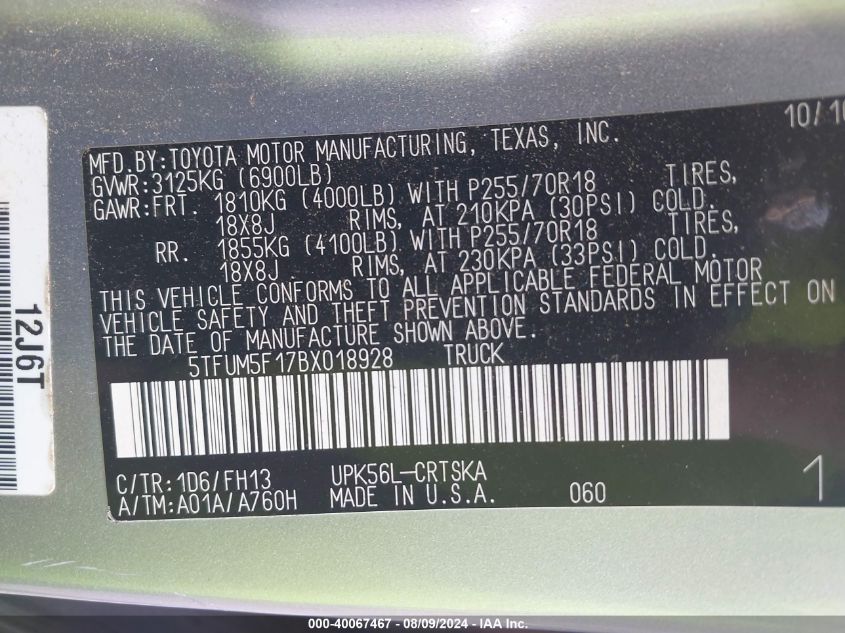 10/10
MFD.BY:TOYOTA MOTOR MANUFACTURING, TEXAS, INC.
GVWR:3125KG (6900LB)
GAWR:FRT. 1810KG (4000LB) WITH P255/70R18 TIRES,
18X8J RIMS, AT 210KPA (30PSI) COLD.
RR. 1855KG (4100LB) WITH P255/70R18 TIRES,
18X8J RIMS, AT 230KPA (33PSI) COLD.
THIS VEHICLE CONFORMS TO ALL APPLICABLE FEDERAL MOTOR
VEHICLE SAFETY AND THEFT PREVENTION STANDARDS IN EFFECT ON
THE DATE OF MANUFACTURE SHOWN ABOVE.
5TFUM5F17BX018928 TRUCK
C/TR:1D6/FH13 UPK56L-CRTSKA
A/TM:A01A/A760H MADE IN U.S.A. 060 1
12J6T
000-40067467 - 08/09/2024 - IAA Inc.